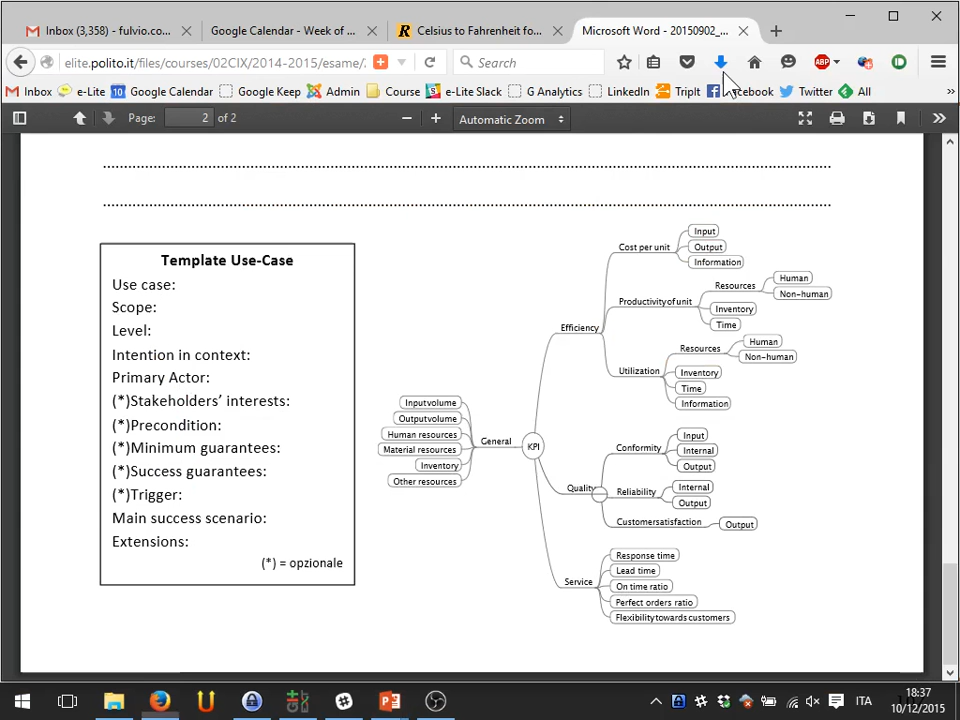 Inbox (3,358) - fulvio.co...
Google Calendar - Week of ...
R Celsius to Fahrenheit fo...
Microsoft Word - 20150902_...
elite.polito.it/files/courses/02CIX/2014-2015/esame/
Search
ABP
Inbox
e-Lite
10 Google Calendar
Google Keep
Admin
Course
e-Lite Slack
G Analytics
LinkedIn
TripIt
Twitter
All
Page: 2 of 2
Automatic Zoom
Template Use-Case
Use case:
Scope:
Level:
Intention in context:
Primary Actor:
(*)Stakeholders’ interests:
(*)Precondition:
(*)Minimum guarantees:
(*)Success guarantees:
(*)Trigger:
Main success scenario:
Extensions:
(*) = opzionale
KPI
General
Input volume
Output volume
Human resources
Material resources
Inventory
Other resources
Efficiency
Cost per unit
Input
Output
Information
Productivity of unit
Resources
Human
Non-human
Inventory
Time
Utilization
Resources
Human
Non-human
Inventory
Time
Information
Quality
Conformity
Input
Internal
Output
Reliability
Internal
Output
Customer satisfaction
Output
Service
Response time
Lead time
On time ratio
Perfect orders ratio
Flexibility towards customers
ITA
18:37
10/12/2015